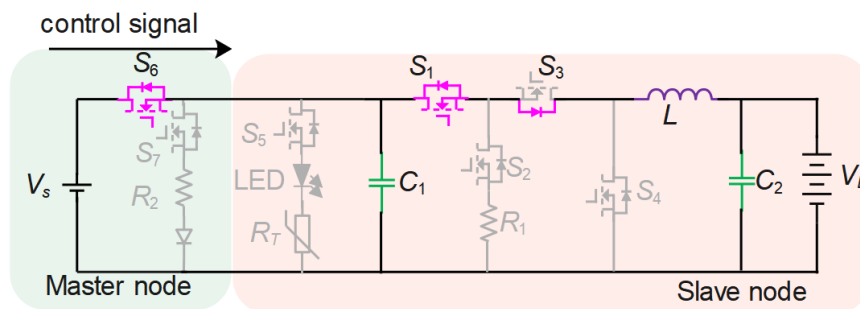 control signal
S6
S1
S3
S7
S5
L
Vs
LED
C1
S2
S4
C2
R2
RT
R1
Master node
Slave node